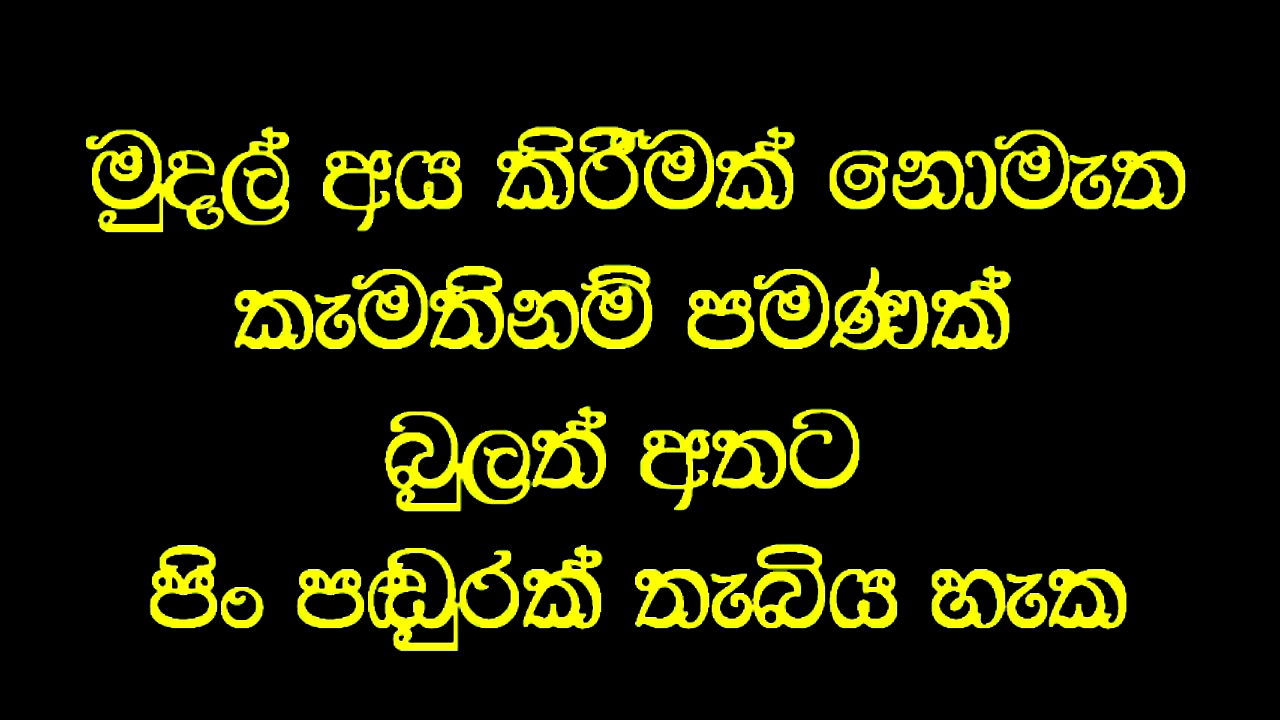 මුදල් අය කිරීමක් නොමැත
කැමතිනම් පමණක්
බුලත් අතට
පිං පඬුරක් තැබිය හැක